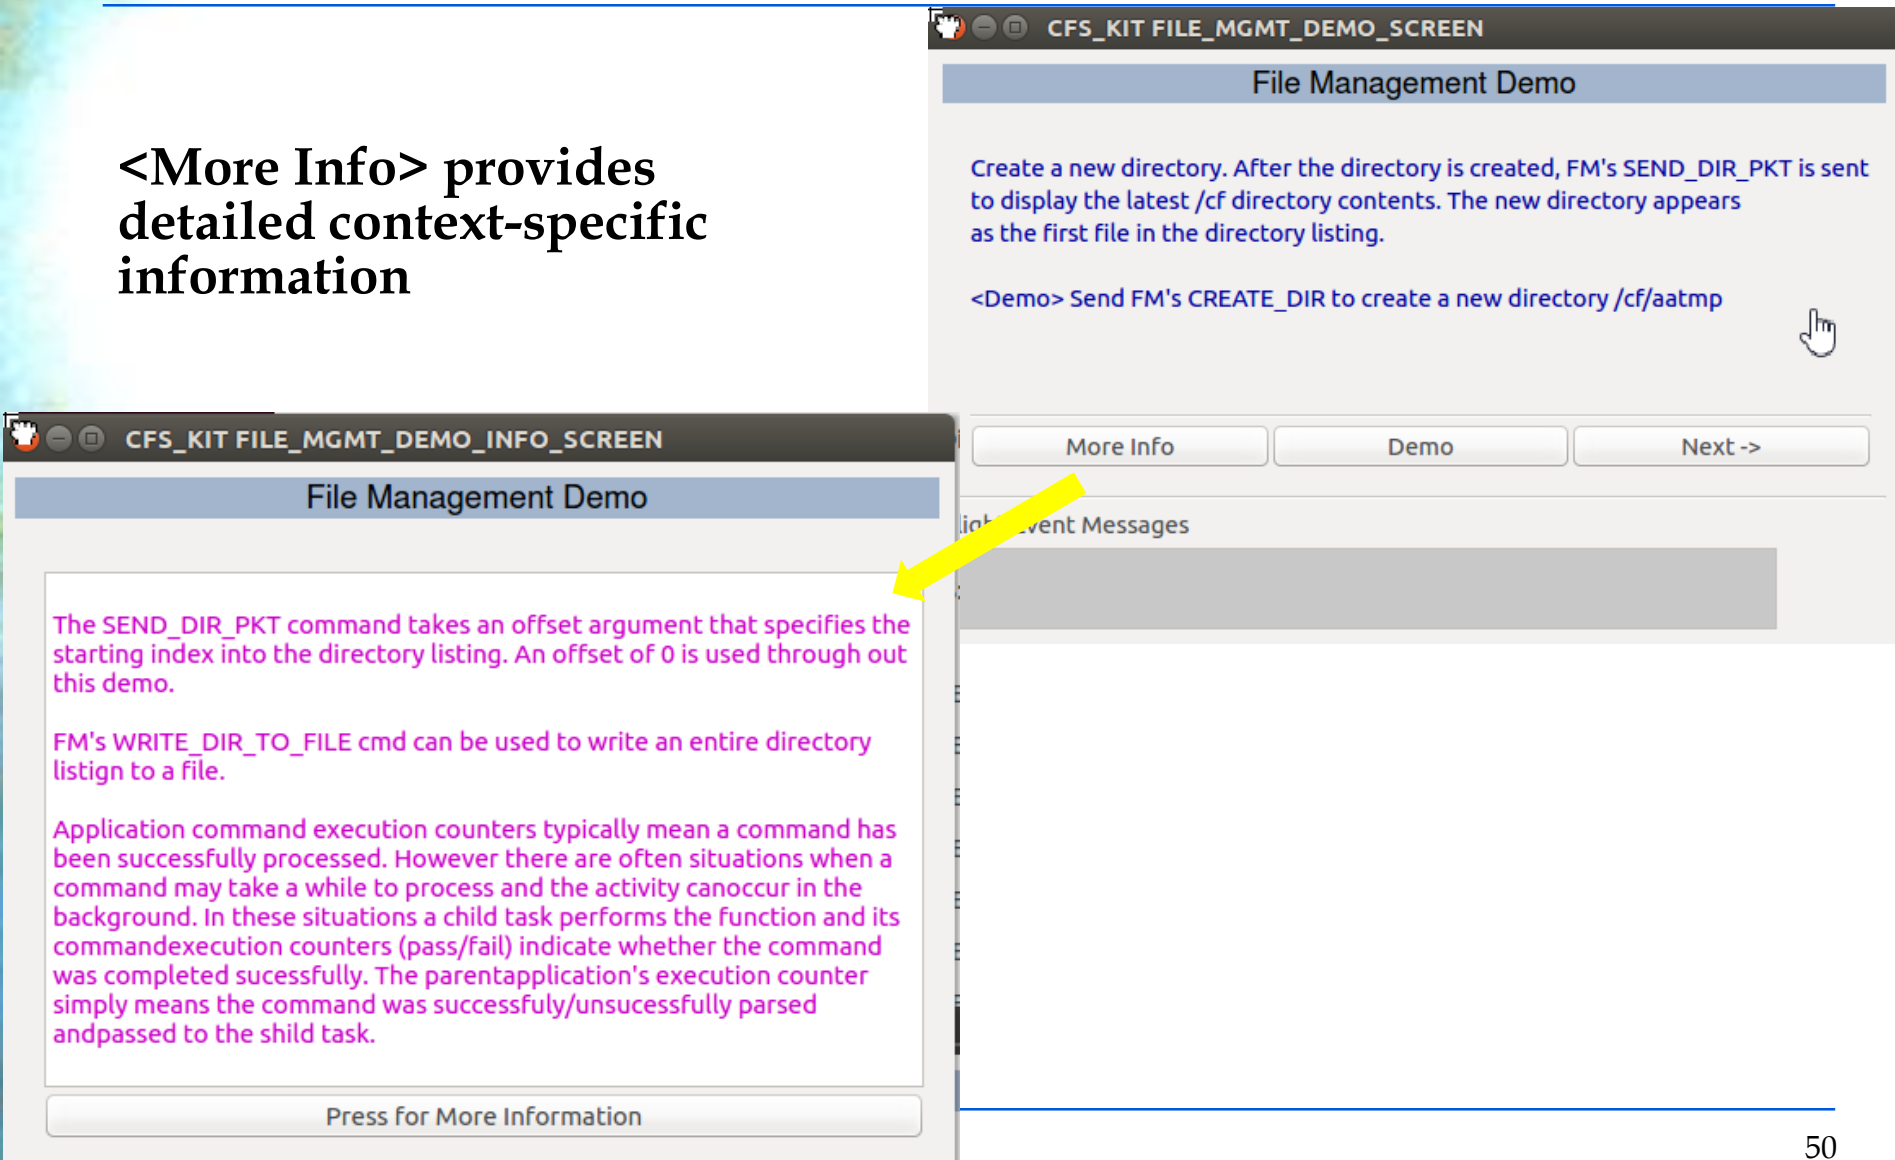 <More Info> provides
detailed context-specific
information
CFS_KIT FILE_MGMT_DEMO_SCREEN
File Management Demo
Create a new directory. After the directory is created, FM's SEND_DIR_PKT is sent
to display the latest /cf directory contents. The new directory appears
as the first file in the directory listing.
<Demo> Send FM's CREATE_DIR to create a new directory /cf/aatmp
More Info
Demo
Next ->
Event Messages
CFS_KIT FILE_MGMT_DEMO_INFO_SCREEN
File Management Demo
The SEND_DIR_PKT command takes an offset argument that specifies the
starting index into the directory listing. An offset of 0 is used through out
this demo.
FM's WRITE_DIR_TO_FILE cmd can be used to write an entire directory
listign to a file.
Application command execution counters typically mean a command has
been successfully processed. However there are often situations when a
command may take a while to process and the activity canoccur in the
background. In these situations a child task performs the function and its
commandexecution counters (pass/fail) indicate whether the command
was completed sucessfully. The parentapplication's execution counter
simply means the command was successfuly/unsucessfully parsed
andpassed to the shild task.
Press for More Information
50